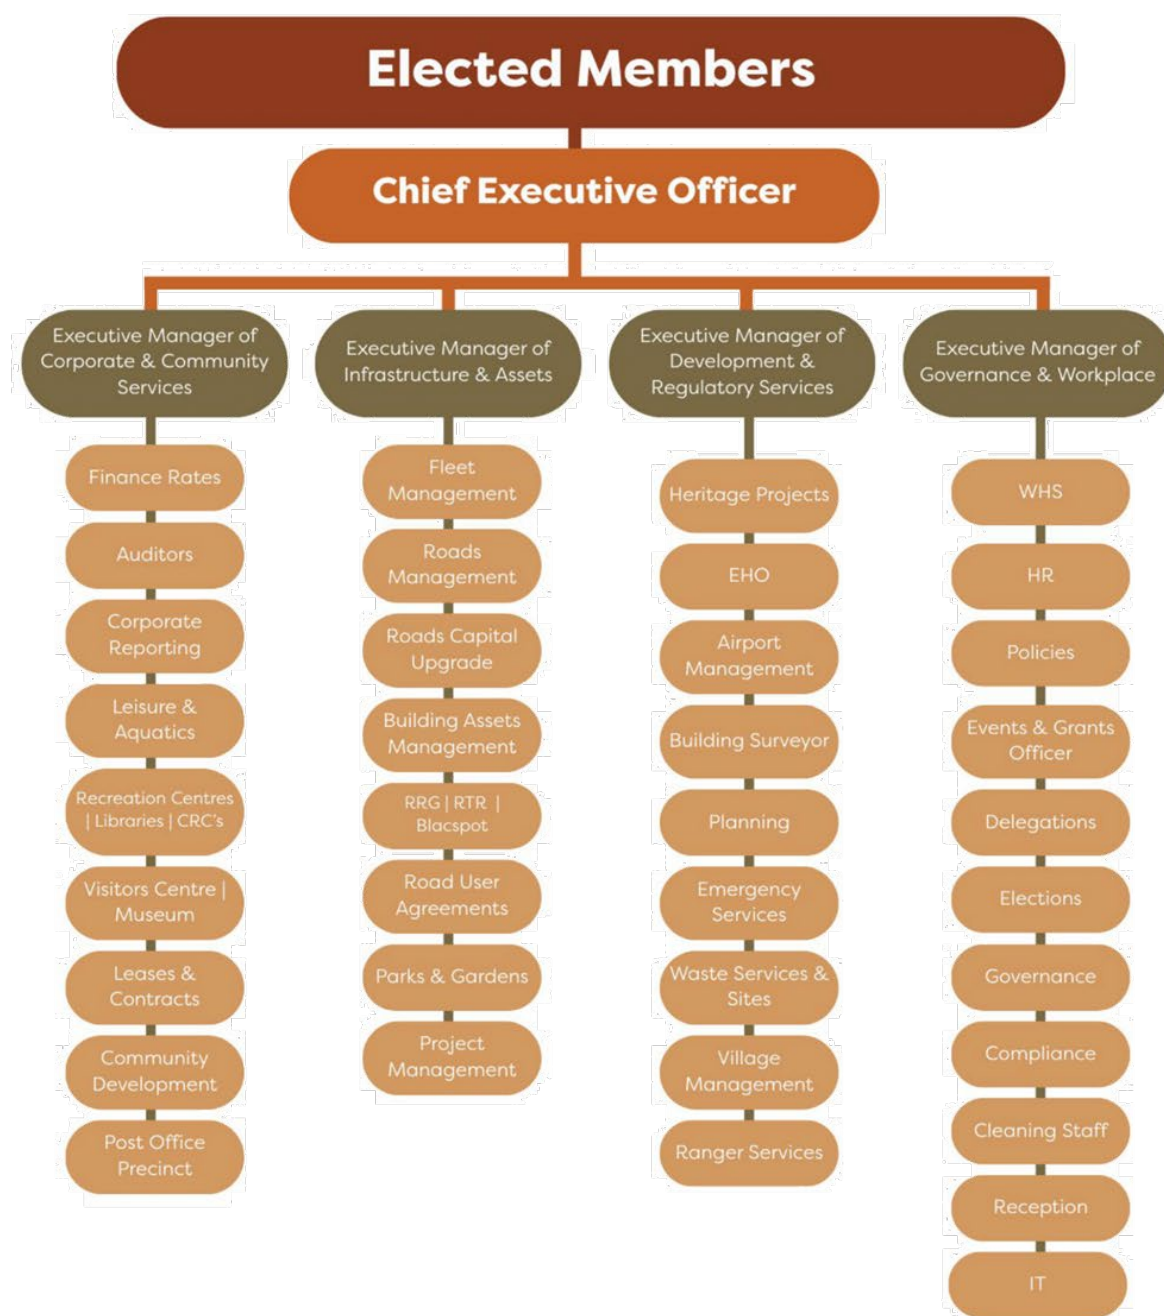 Elected Members
Chief Executive Officer
Executive Manager of
Corporate & Community
Services
Finance Rates
Auditors
Corporate
Reporting
Leisure &
Aquatics
Recreation Centres
| Libraries | CRC's
Visitors Centre |
Museum
Leases &
Contracts
Community
Development
Post Office
Precinct
Executive Manager of
Infrastructure & Assets
Fleet
Management
Roads
Management
Roads Capital
Upgrade
Building Assets
Management
RRG | RTR |
Blacspot
Road User
Agreements
Parks & Gardens
Project
Management
Executive Manager of
Development &
Regulatory Services
Heritage Projects
EHO
Airport
Management
Building Surveyor
Planning
Emergency
Services
Waste Services &
Sites
Village
Management
Ranger Services
Executive Manager of
Governance & Workplace
WHS
HR
Policies
Events & Grants
Officer
Delegations
Elections
Governance
Compliance
Cleaning Staff
Reception
IT